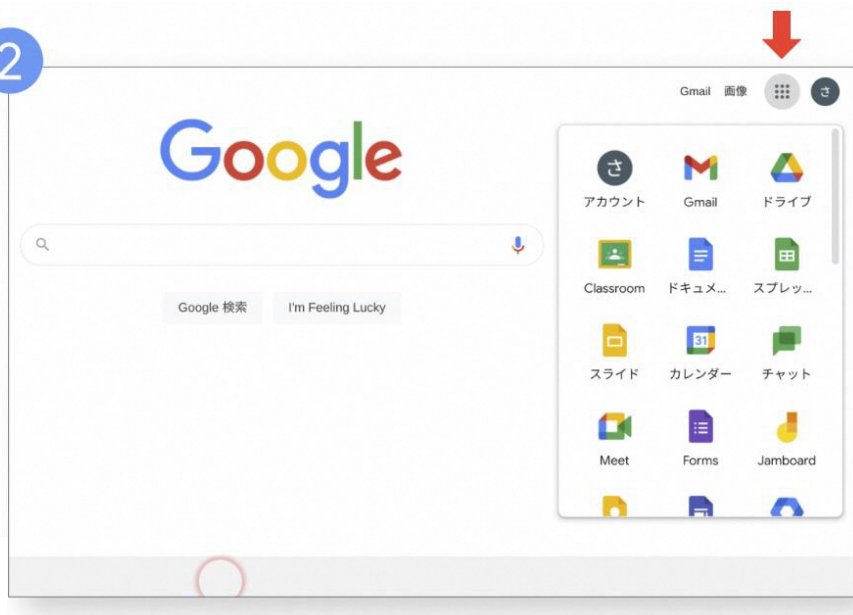 2
Gmail 画像 さ
Google
さ
アカウント Gmail ドライブ
Classroom ドキュメ... スプレッ...
31
スライド カレンダー チャット
Meet Forms Jamboard
Google 検索 I'm Feeling Lucky